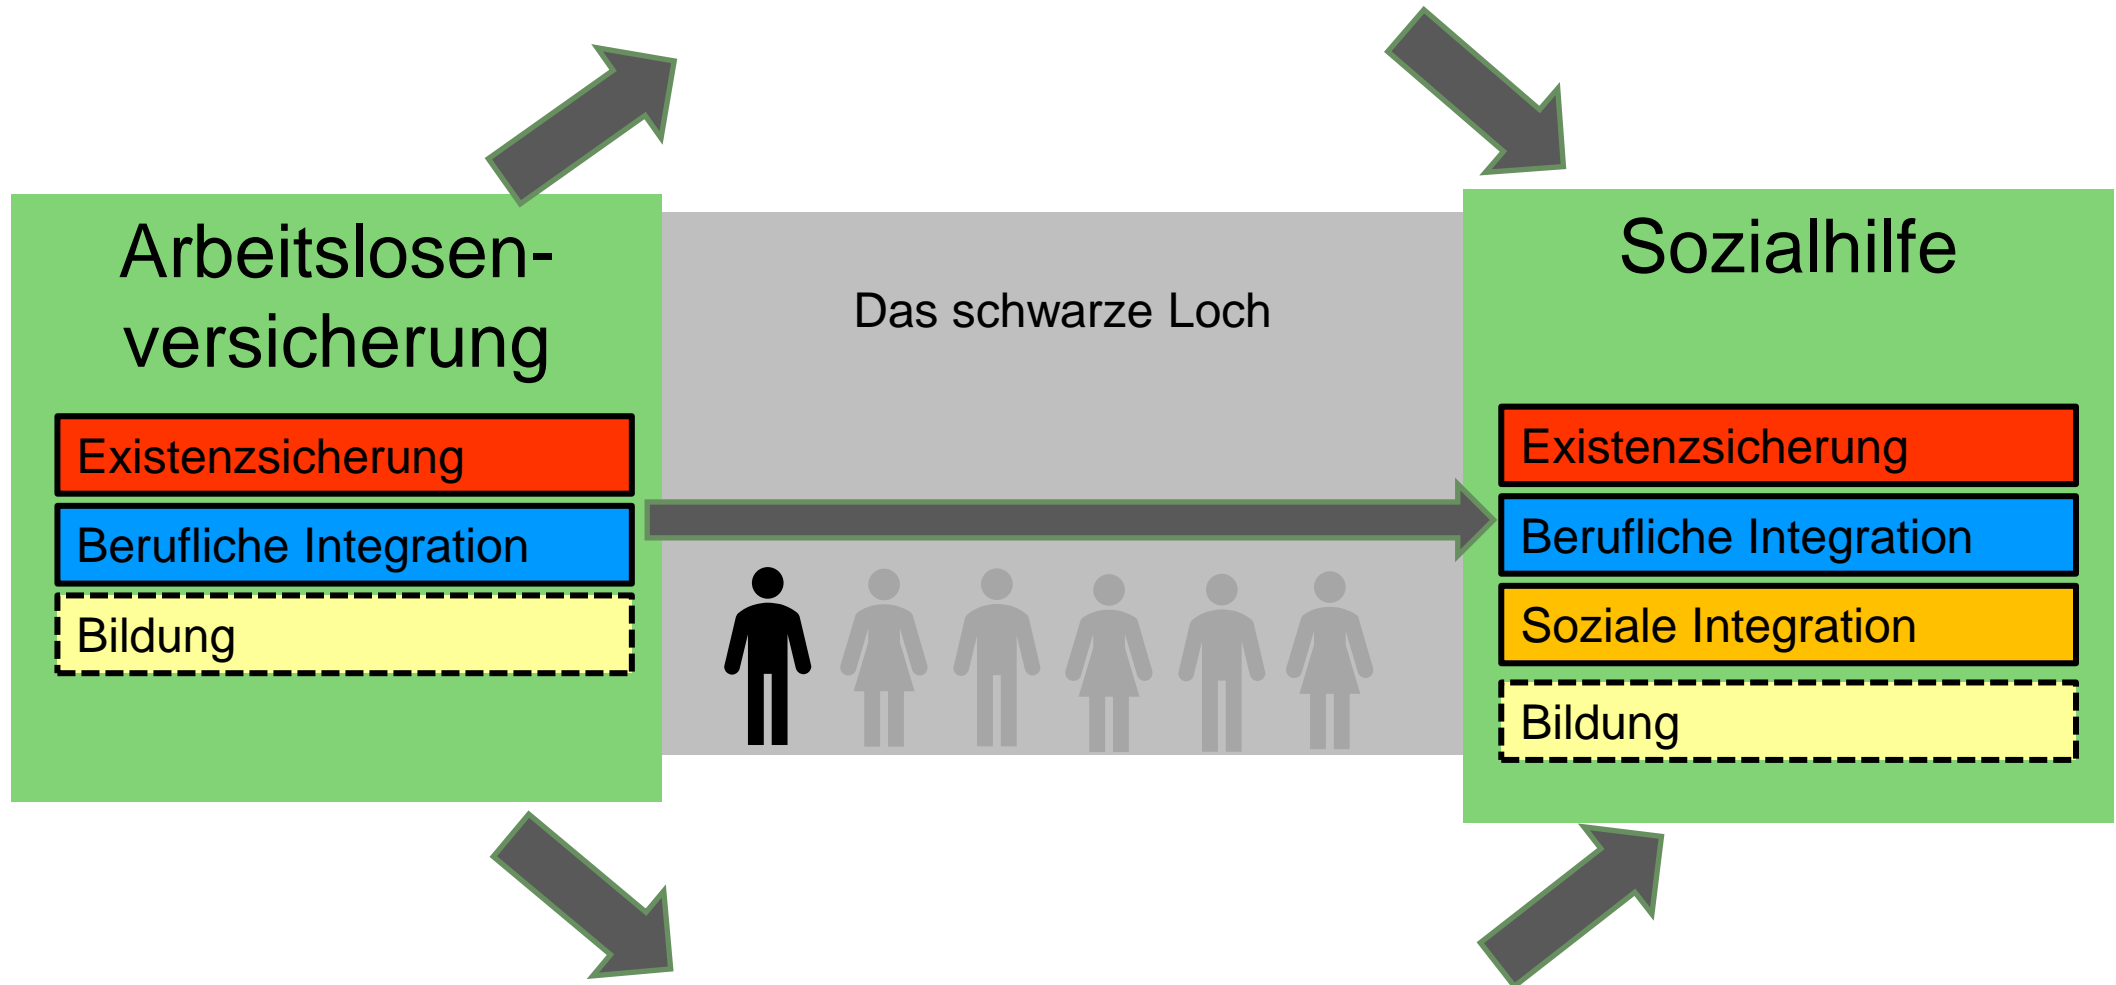 Arbeitslosen-
versicherung
Existenzsicherung
Berufliche Integration
Bildung
Das schwarze Loch
Sozialhilfe
Existenzsicherung
Berufliche Integration
Soziale Integration
Bildung